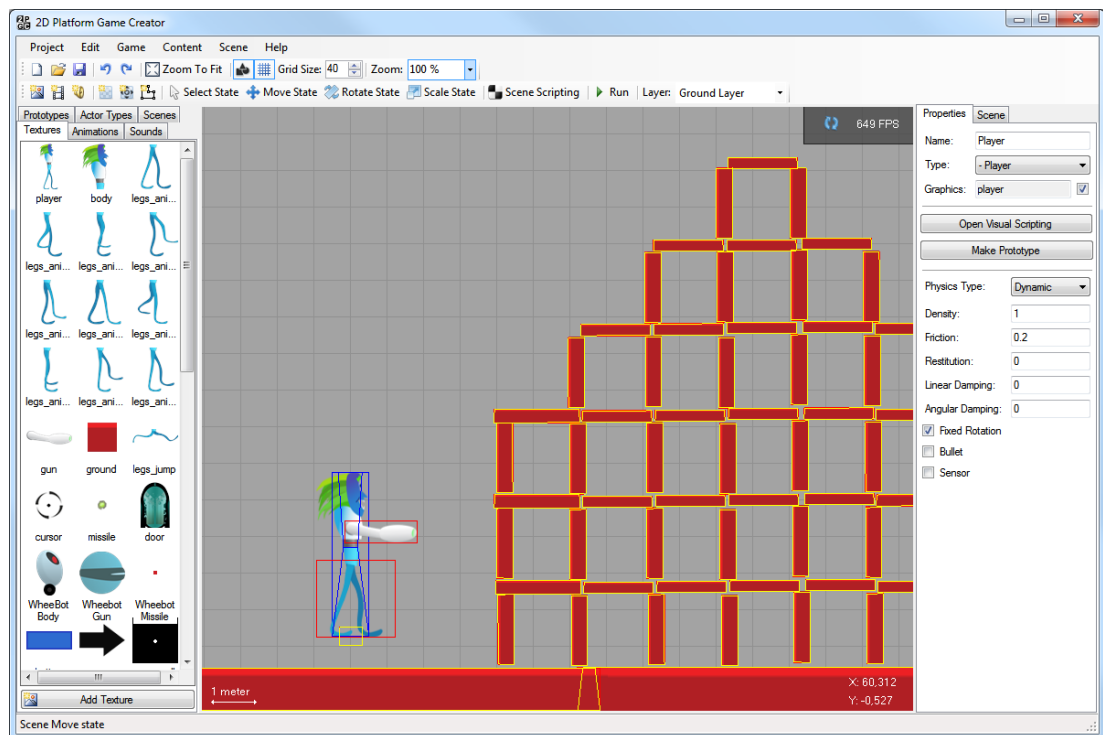 2D Platform Game Creator
Project Edit Game Content Scene Help
Zoom To Fit Grid Size: 40 Zoom: 100 %
Select State Move State Rotate State Scale State Scene Scripting Run Layer: Ground Layer
Prototypes Actor Types Scenes
Textures Animations Sounds
player body legs_ani...
legs_ani... legs_ani... legs_ani...
legs_ani... legs_ani... legs_ani...
legs_ani... legs_ani... legs_ani...
gun ground legs_jump
cursor missile door
WheeBot Wheebot Wheebot
Body Gun Missile
Add Texture
Scene Move state
649 FPS
1 meter
X: 60,312
Y: -0,527
Properties Scene
Name: Player
Type: - Player
Graphics: player
Open Visual Scripting
Make Prototype
Physics Type: Dynamic
Density: 1
Friction: 0.2
Restitution: 0
Linear Damping: 0
Angular Damping: 0
Fixed Rotation
Bullet
Sensor